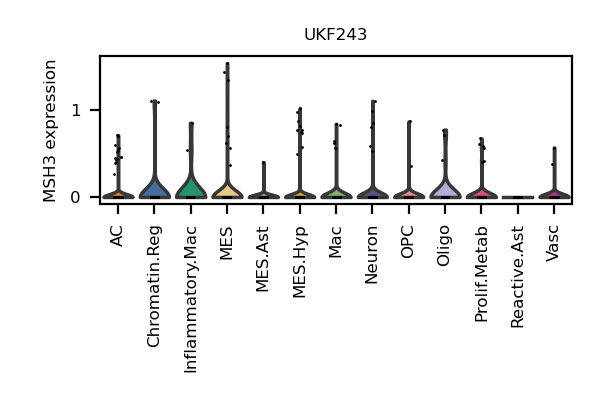 UKF243
MSH3 expression
1
0
AC
Chromatin.Reg
Inflammatory.Mac
MES
MES.Ast
MES.Hyp
Mac
Neuron
OPC
Oligo
Prolif.Metab
Reactive.Ast
Vasc